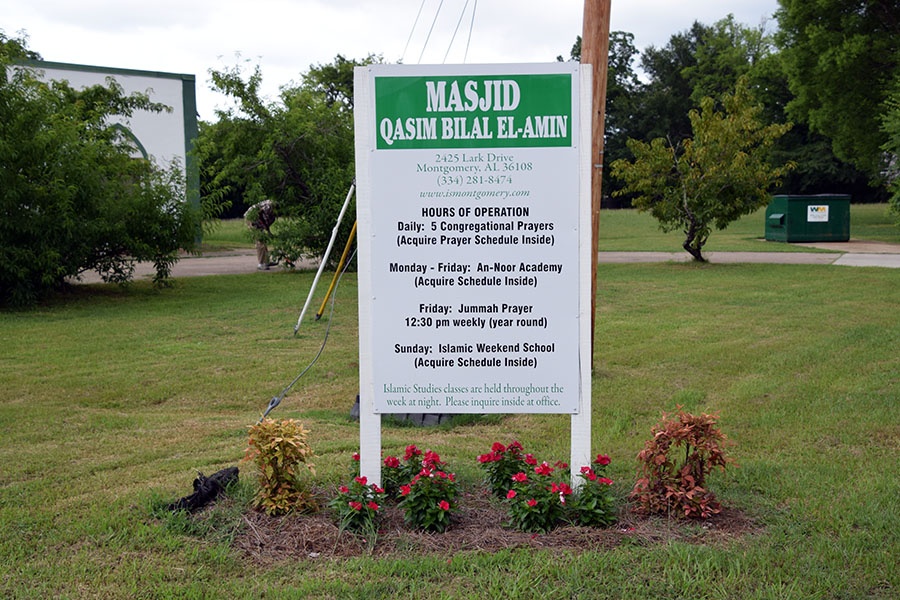 MASJID
QASIM BILAL EL-AMIN
2425 Lark Drive
Montgomery, AL 36108
(334) 281-8474
www.ismontgomery.com
HOURS OF OPERATION
Daily: 5 Congregational Prayers
(Acquire Prayer Schedule Inside)
Monday - Friday: An-Noor Academy
(Acquire Schedule Inside)
Friday: Jummah Prayer
12:30 pm weekly (year round)
Sunday: Islamic Weekend School
(Acquire Schedule Inside)
Islamic Studies classes are held throughout the
week at night. Please inquire inside at office.
WM